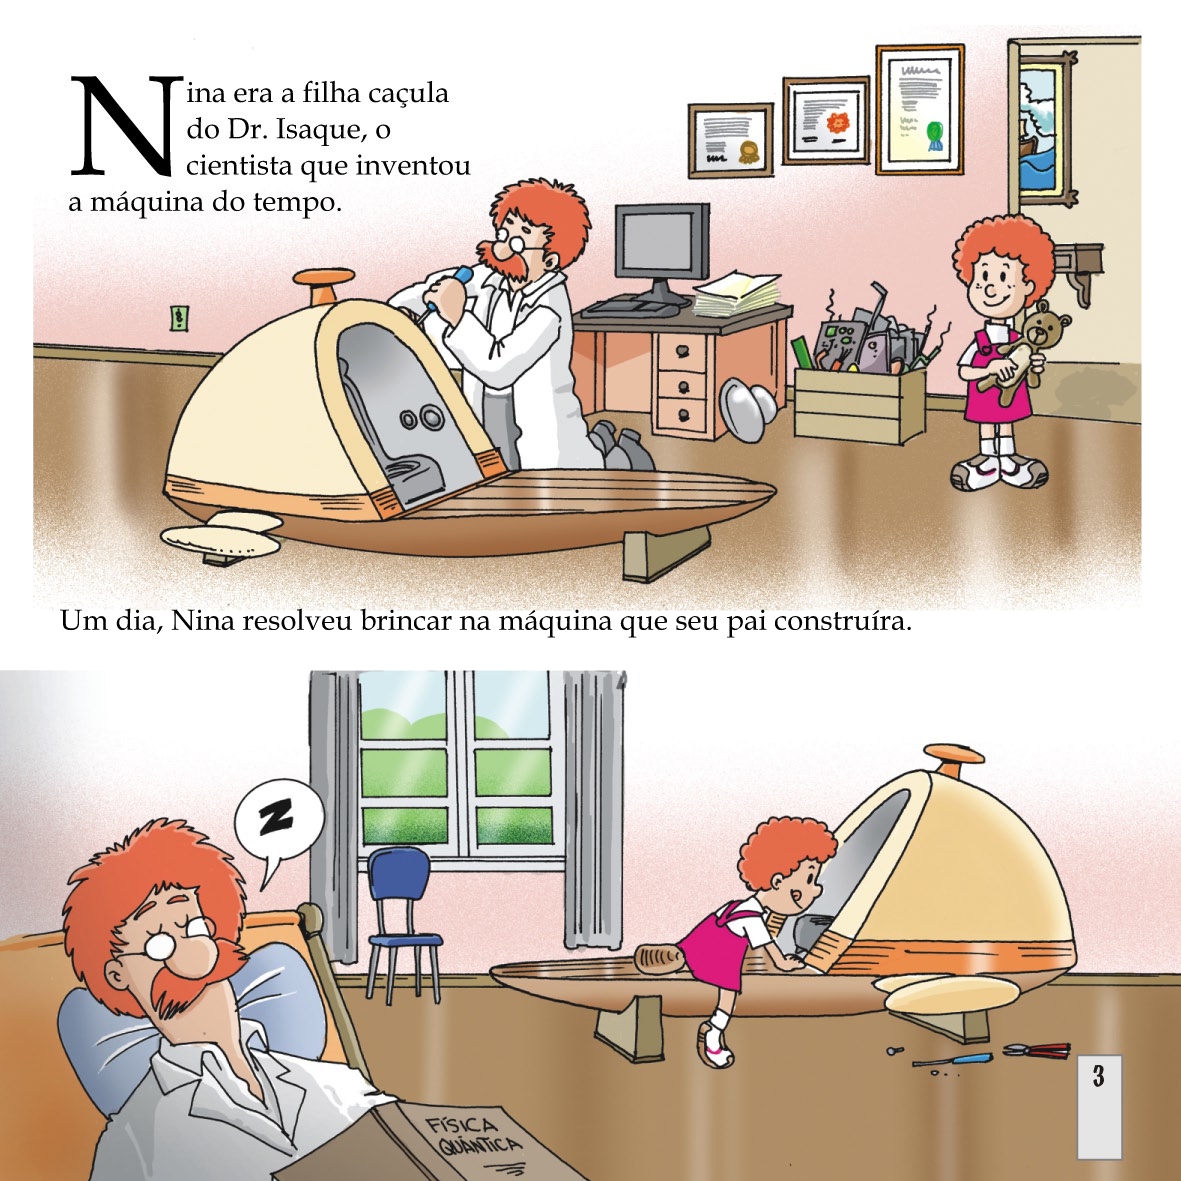 Nina era a filha caçula
do Dr. Isaque, o
cientista que inventou
a máquina do tempo.
Um dia, Nina resolveu brincar na máquina que seu pai construíra.
Z
FÍSICA
QUÂNTICA
3